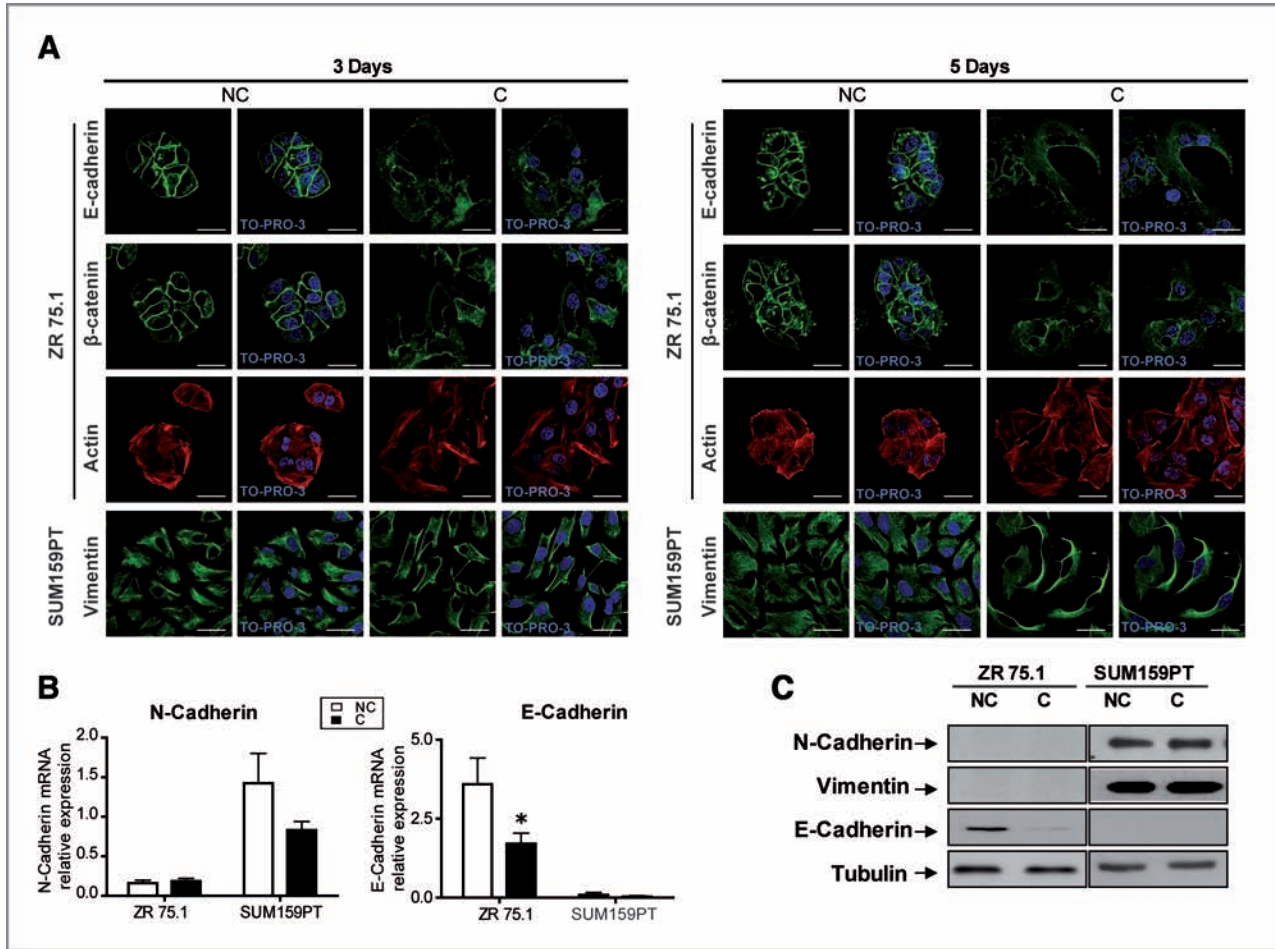 A
3 Days
NC
C
ZR 75.1
E-cadherin
TO-PRO-3
TO-PRO-3
β-catenin
TO-PRO-3
TO-PRO-3
Actin
TO-PRO-3
TO-PRO-3
SUM159PT
Vimentin
TO-PRO-3
TO-PRO-3
5 Days
NC
C
ZR 75.1
E-cadherin
TO-PRO-3
TO-PRO-3
β-catenin
TO-PRO-3
TO-PRO-3
Actin
TO-PRO-3
TO-PRO-3
SUM159PT
Vimentin
TO-PRO-3
TO-PRO-3
B
N-Cadherin
NC
C
N-Cadherin mRNA
relative expression
2.0
1.5
1.0
0.5
0.0
ZR 75.1
SUM159PT
E-Cadherin
E-Cadherin mRNA
relative expression
5.0
2.5
0.0
*
ZR 75.1
SUM159PT
C
ZR 75.1
SUM159PT
NC
C
NC
C
N-Cadherin
Vimentin
E-Cadherin
Tubulin